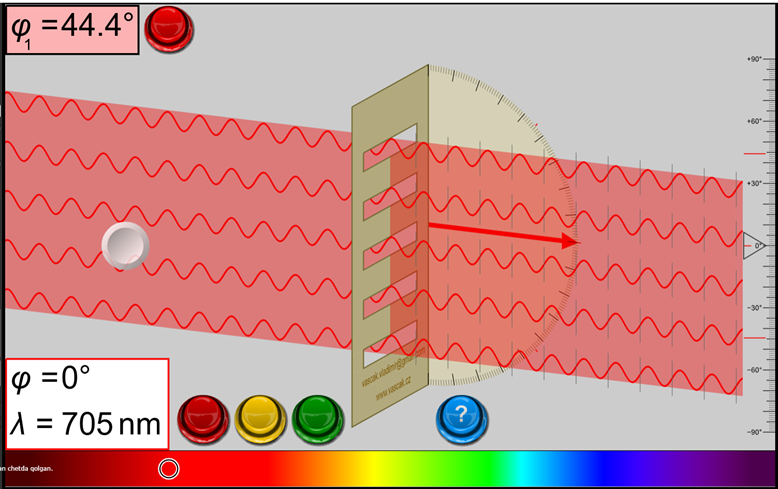 φ₁ =44.4°
+90°
+60°
+30°
0°
−60°
−90°
vascak.vladimir@gmail.com
www.vascak.cz
φ =0°
λ = 705 nm
?
an chetda qolgan.